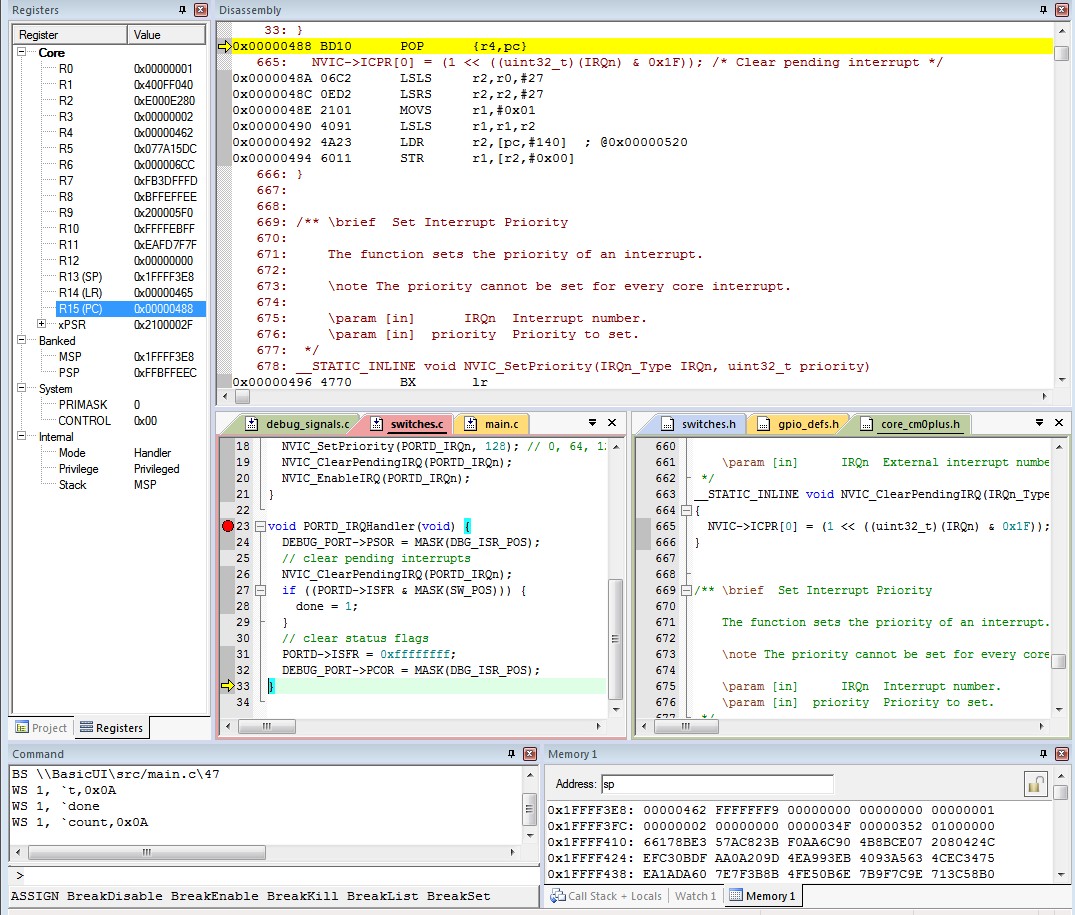 Registers
Register Value
Core
R0 0x00000001
R1 0x400FF040
R2 0xE000E280
R3 0x00000002
R4 0x00000462
R5 0x077A15DC
R6 0x000006CC
R7 0xFB3DFFFD
R8 0xBFFEFFEE
R9 0x200005F0
R10 0xFFFFEBFF
R11 0xEAFD7F7F
R12 0x00000000
R13 (SP) 0x1FFFF3E8
R14 (LR) 0x00000465
R15 (PC) 0x00000488
xPSR 0x2100002F
Banked
MSP 0x1FFFF3E8
PSP 0xFFBFFEEC
System
PRIMASK 0
CONTROL 0x00
Internal
Mode Handler
Privilege Privileged
Stack MSP
Project Registers
Disassembly
33: }
0x00000488 BD10 POP {r4,pc}
665: NVIC->ICPR[0] = (1 << ((uint32_t)(IRQn) & 0x1F)); /* Clear pending interrupt */
0x0000048A 06C2 LSLS r2,r0,#27
0x0000048C 0ED2 LSRS r2,r2,#27
0x0000048E 2101 MOVS r1,#0x01
0x00000490 4091 LSLS r1,r1,r2
0x00000492 4A23 LDR r2,[pc,#140] ; @0x00000520
0x00000494 6011 STR r1,[r2,#0x00]
666: }
667:
668:
669: /** \brief Set Interrupt Priority
670:
671: The function sets the priority of an interrupt.
672:
673: \note The priority cannot be set for every core interrupt.
674:
675: \param [in] IRQn Interrupt number.
676: \param [in] priority Priority to set.
677: */
678: __STATIC_INLINE void NVIC_SetPriority(IRQn_Type IRQn, uint32_t priority)
0x00000496 4770 BX lr
debug_signals.c switches.c main.c
18 NVIC_SetPriority(PORTD_IRQn, 128); // 0, 64, 1
19 NVIC_ClearPendingIRQ(PORTD_IRQn);
20 NVIC_EnableIRQ(PORTD_IRQn);
21 }
22
23 void PORTD_IRQHandler(void) {
24 DEBUG_PORT->PSOR = MASK(DBG_ISR_POS);
25 // clear pending interrupts
26 NVIC_ClearPendingIRQ(PORTD_IRQn);
27 if ((PORTD->ISFR & MASK(SW_POS))) {
28 done = 1;
29 }
30 // clear status flags
31 PORTD->ISFR = 0xffffffff;
32 DEBUG_PORT->PCOR = MASK(DBG_ISR_POS);
33 }
34
switches.h gpio_defs.h core_cm0plus.h
660
661 \param [in] IRQn External interrupt numbe
662 */
663 __STATIC_INLINE void NVIC_ClearPendingIRQ(IRQn_Type
664 {
665 NVIC->ICPR[0] = (1 << ((uint32_t)(IRQn) & 0x1F));
666 }
667
668
669 /** \brief Set Interrupt Priority
670
671 The function sets the priority of an interrupt.
672
673 \note The priority cannot be set for every core
674
675 \param [in] IRQn Interrupt number.
676 \param [in] priority Priority to set.
677 */
Command
BS \\BasicUI\src/main.c\47
WS 1, `t,0x0A
WS 1, `done
WS 1, `count,0x0A
>
ASSIGN BreakDisable BreakEnable BreakKill BreakList BreakSet
Memory 1
Address: sp
0x1FFFF3E8: 00000462 FFFFFFF9 00000000 00000000 00000001
0x1FFFF3FC: 00000002 00000000 0000034F 00000352 01000000
0x1FFFF410: 66178BE3 57AC823B F0AA6C90 4B8BCE07 2080424C
0x1FFFF424: EFC30BDF AA0A209D 4EA993EB 4093A563 4CEC3475
0x1FFFF438: EA1ADA60 7E7F3B8B 4FE50B6E 7B9F7C9E 713C58B0
Call Stack + Locals Watch 1 Memory 1